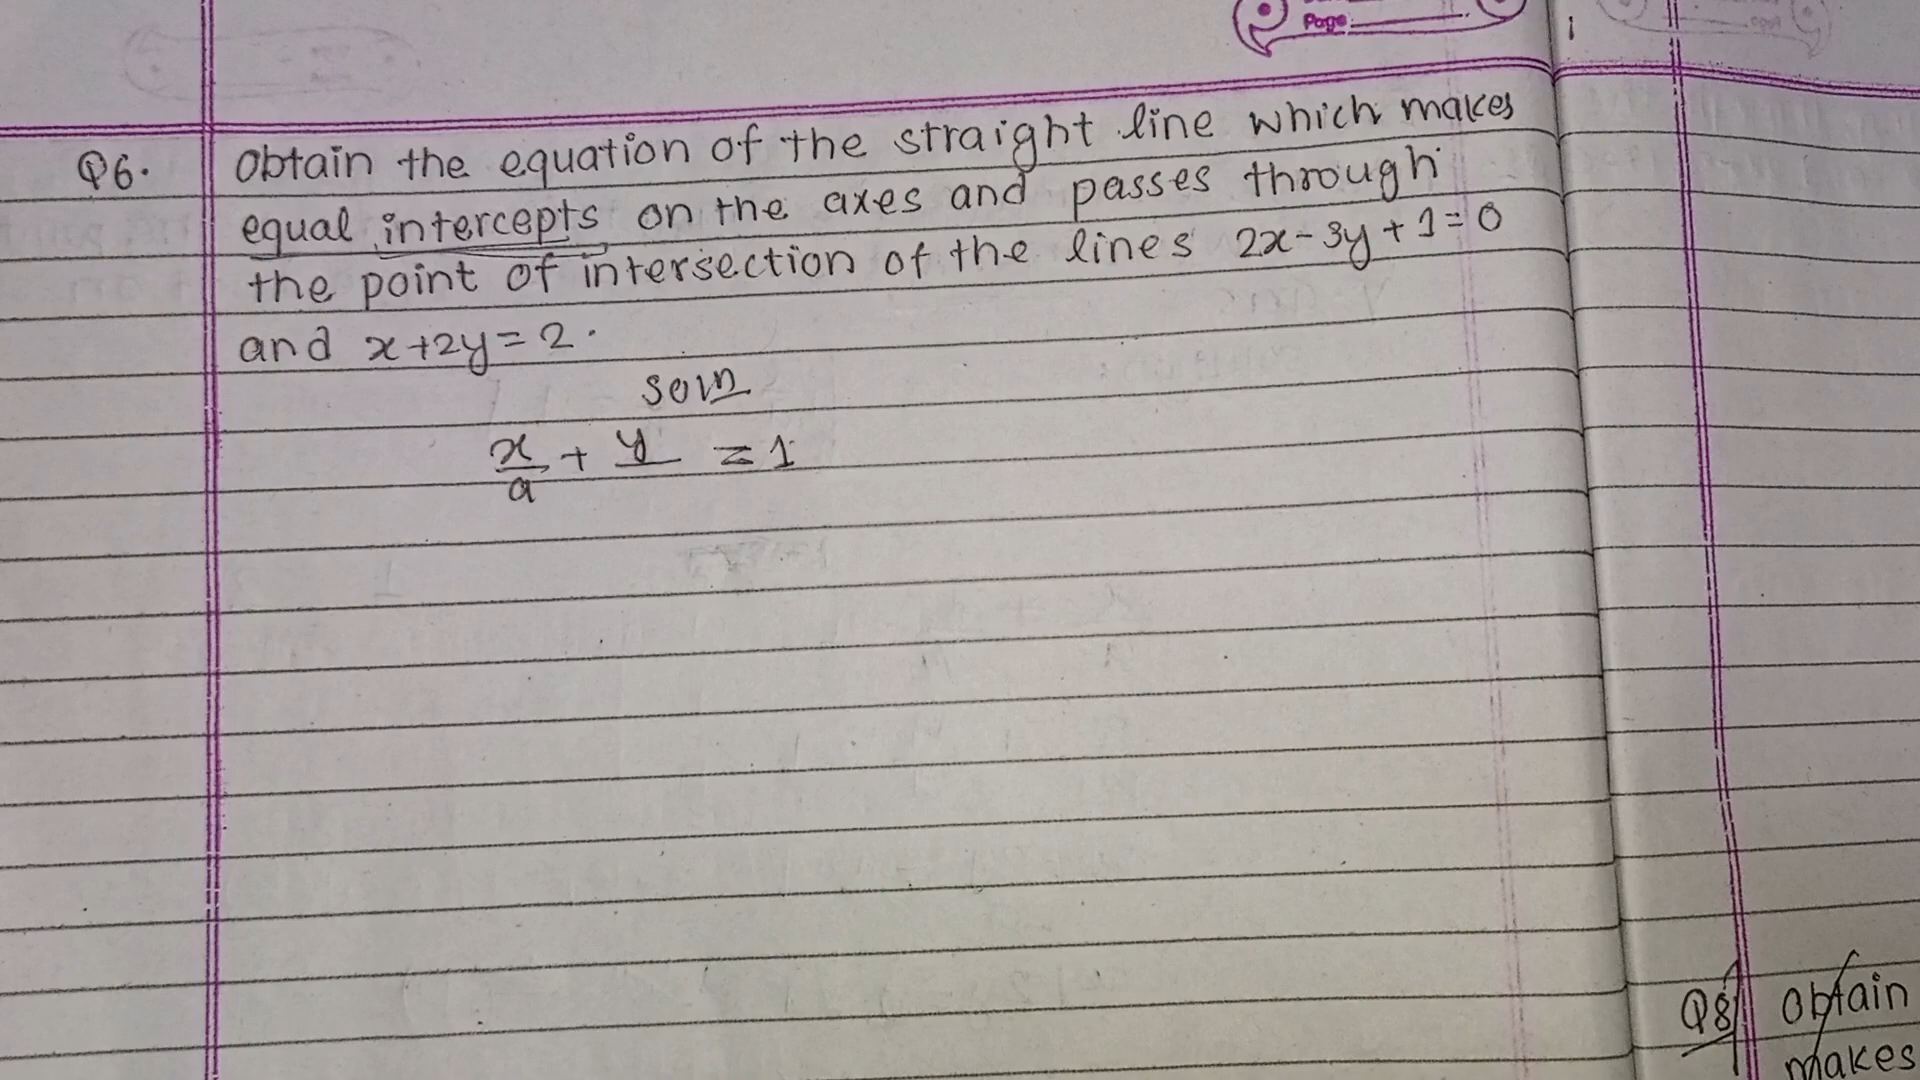 Page:
Q6. Obtain the equation of the straight line which makes
equal intercepts on the axes and passes through
the point of intersection of the lines 2x-3y+1=0
and x+2y=2.
soln
x/a + y/ = 1
Q8 Obtain
makes